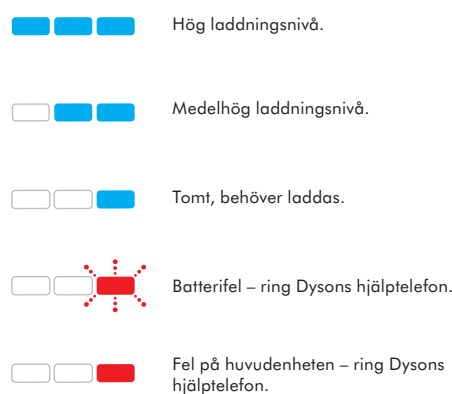 Hög laddningsnivå.
Medelhög laddningsnivå.
Tomt, behöver laddas.
Batterifel – ring Dysons hjälptelefon.
Fel på huvudenheten – ring Dysons
hjälptelefon.